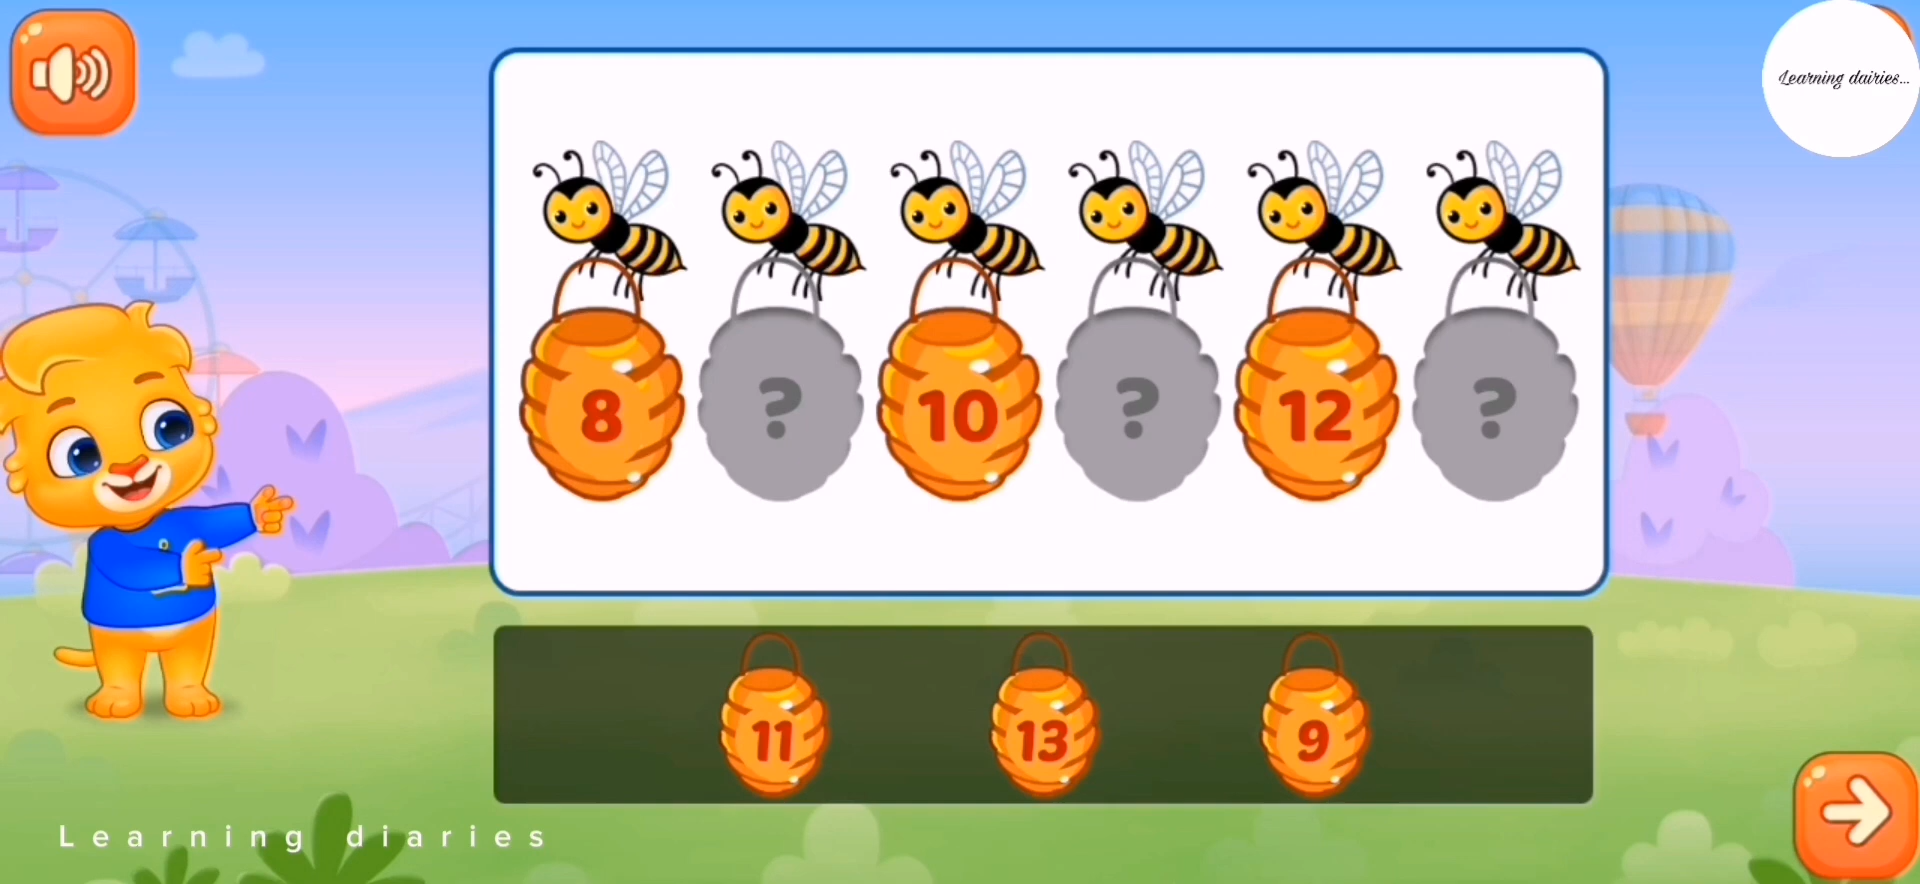 Learning dairies...
8 ? 10 ? 12 ?
11 13 9
Learning diaries